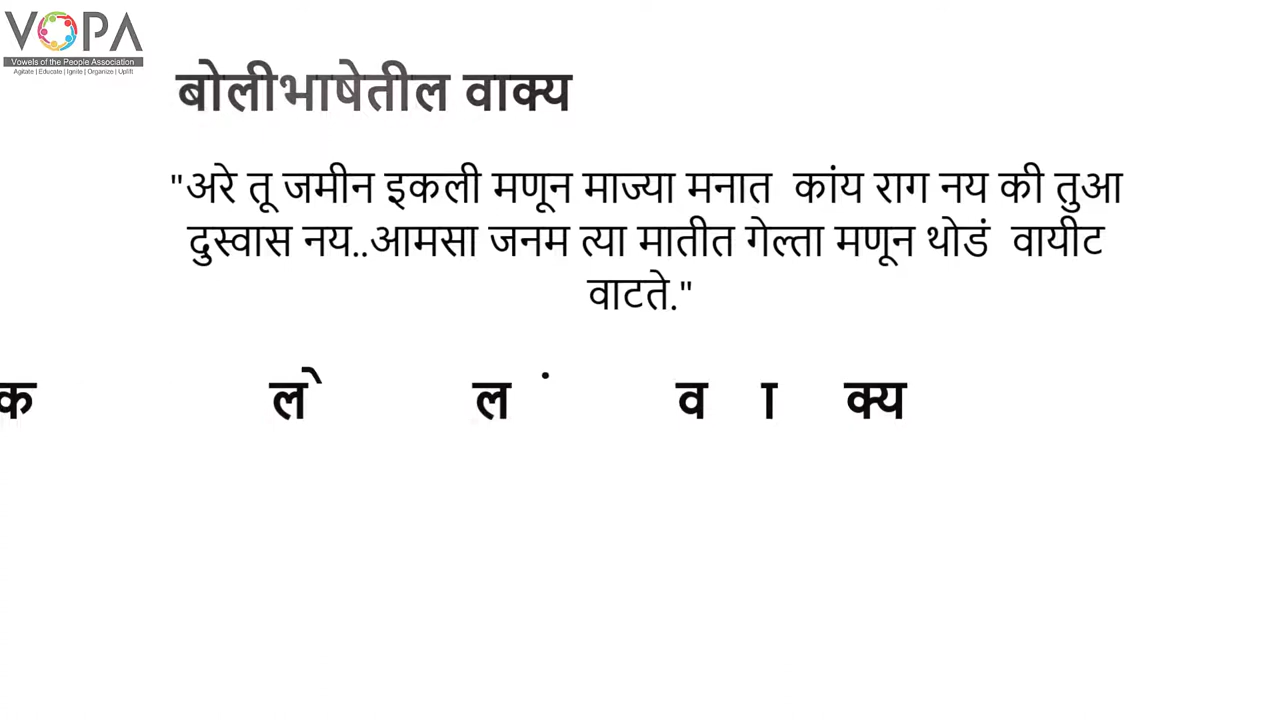 VOPA
Vowels of the People Association
Agitate | Educate | Ignite | Organize | Uplift
बोलीभाषेतील वाक्य
"अरे तू जमीन इकली मणून माज्या मनात कांय राग नय की तुआ
दुस्वास नय..आमसा जनम त्या मातीत गेल्ता मणून थोडं वायीट
वाटते."
क ले लं वाक्य